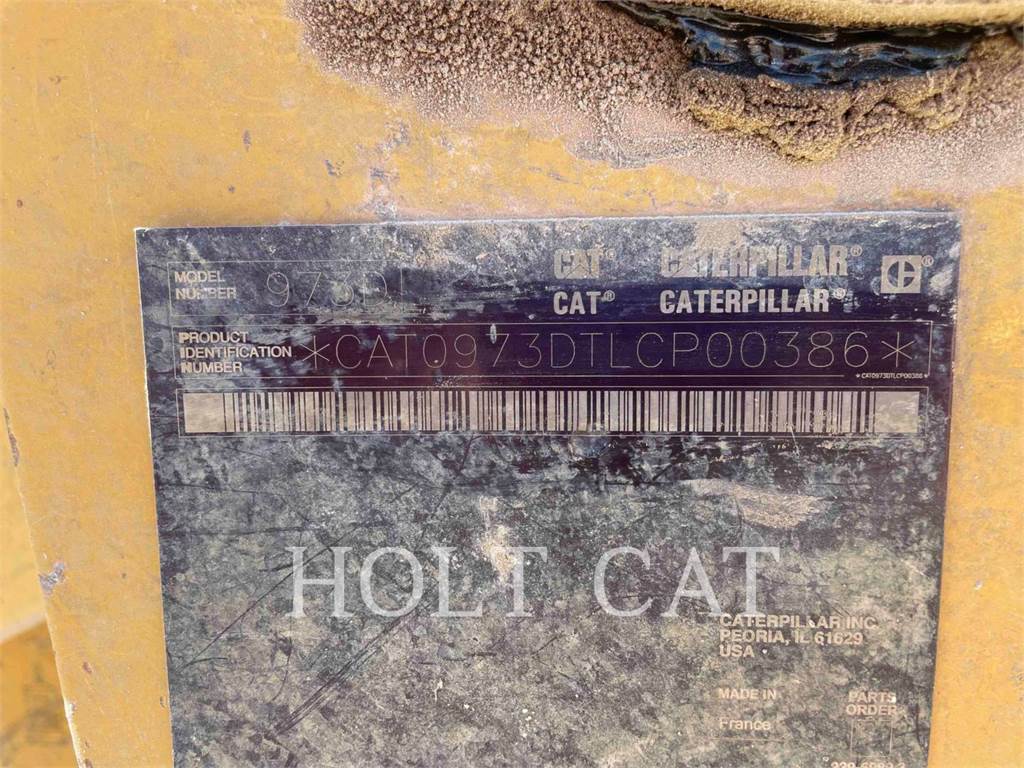 MODEL NUMBER 973D
CAT® CATERPILLAR®
CAT® CATERPILLAR®
PRODUCT IDENTIFICATION NUMBER *CAT0973DTLCP00386*
*CAT0973DTLCP00386*
HOLT CAT
CATERPILLAR INC.
PEORIA, IL 61629
USA
MADE IN
France
PARTS
ORDER